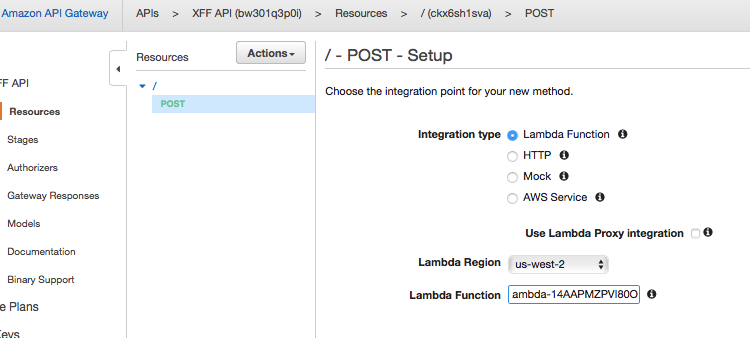 Amazon API Gateway APIs > XFF API (bw301q3p0i) > Resources > / (ckx6sh1sva) > POST
Resources
Actions
/ - POST - Setup
FF API
Resources
Stages
Authorizers
Gateway Responses
Models
Documentation
Binary Support
e Plans
Keys
/
POST
Choose the integration point for your new method.
Integration type
Lambda Function
HTTP
Mock
AWS Service
Use Lambda Proxy integration
Lambda Region us-west-2
Lambda Function ambda-14AAPMZPVI80O